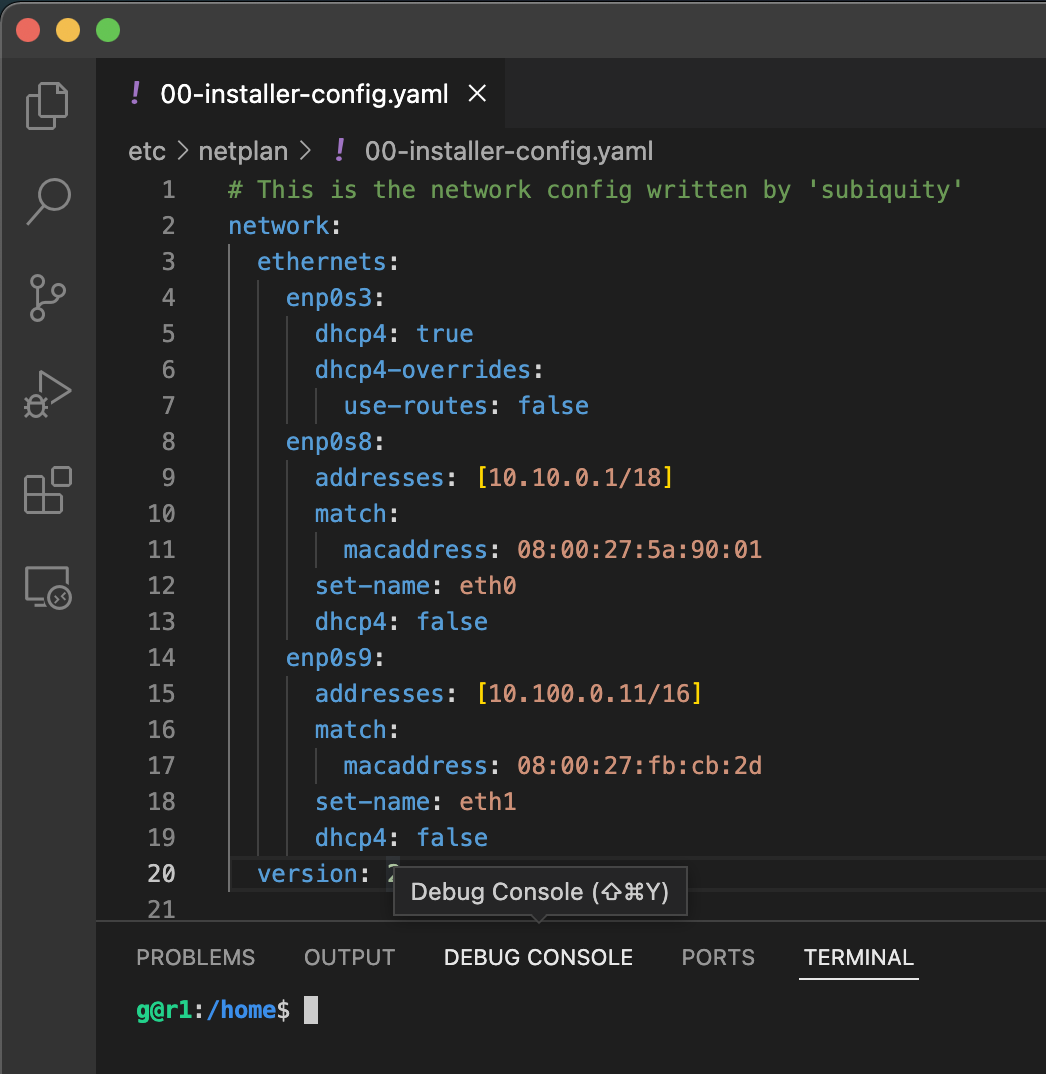 ! 00-installer-config.yaml ×
etc > netplan > ! 00-installer-config.yaml
1 # This is the network config written by 'subiquity'
2 network:
3   ethernets:
4     enp0s3:
5       dhcp4: true
6       dhcp4-overrides:
7         use-routes: false
8     enp0s8:
9       addresses: [10.10.0.1/18]
10       match:
11         macaddress: 08:00:27:5a:90:01
12       set-name: eth0
13       dhcp4: false
14     enp0s9:
15       addresses: [10.100.0.11/16]
16       match:
17         macaddress: 08:00:27:fb:cb:2d
18       set-name: eth1
19       dhcp4: false
20   version: 2
Debug Console (⇧⌘Y)
21
PROBLEMS OUTPUT DEBUG CONSOLE PORTS TERMINAL
g@r1:/home$